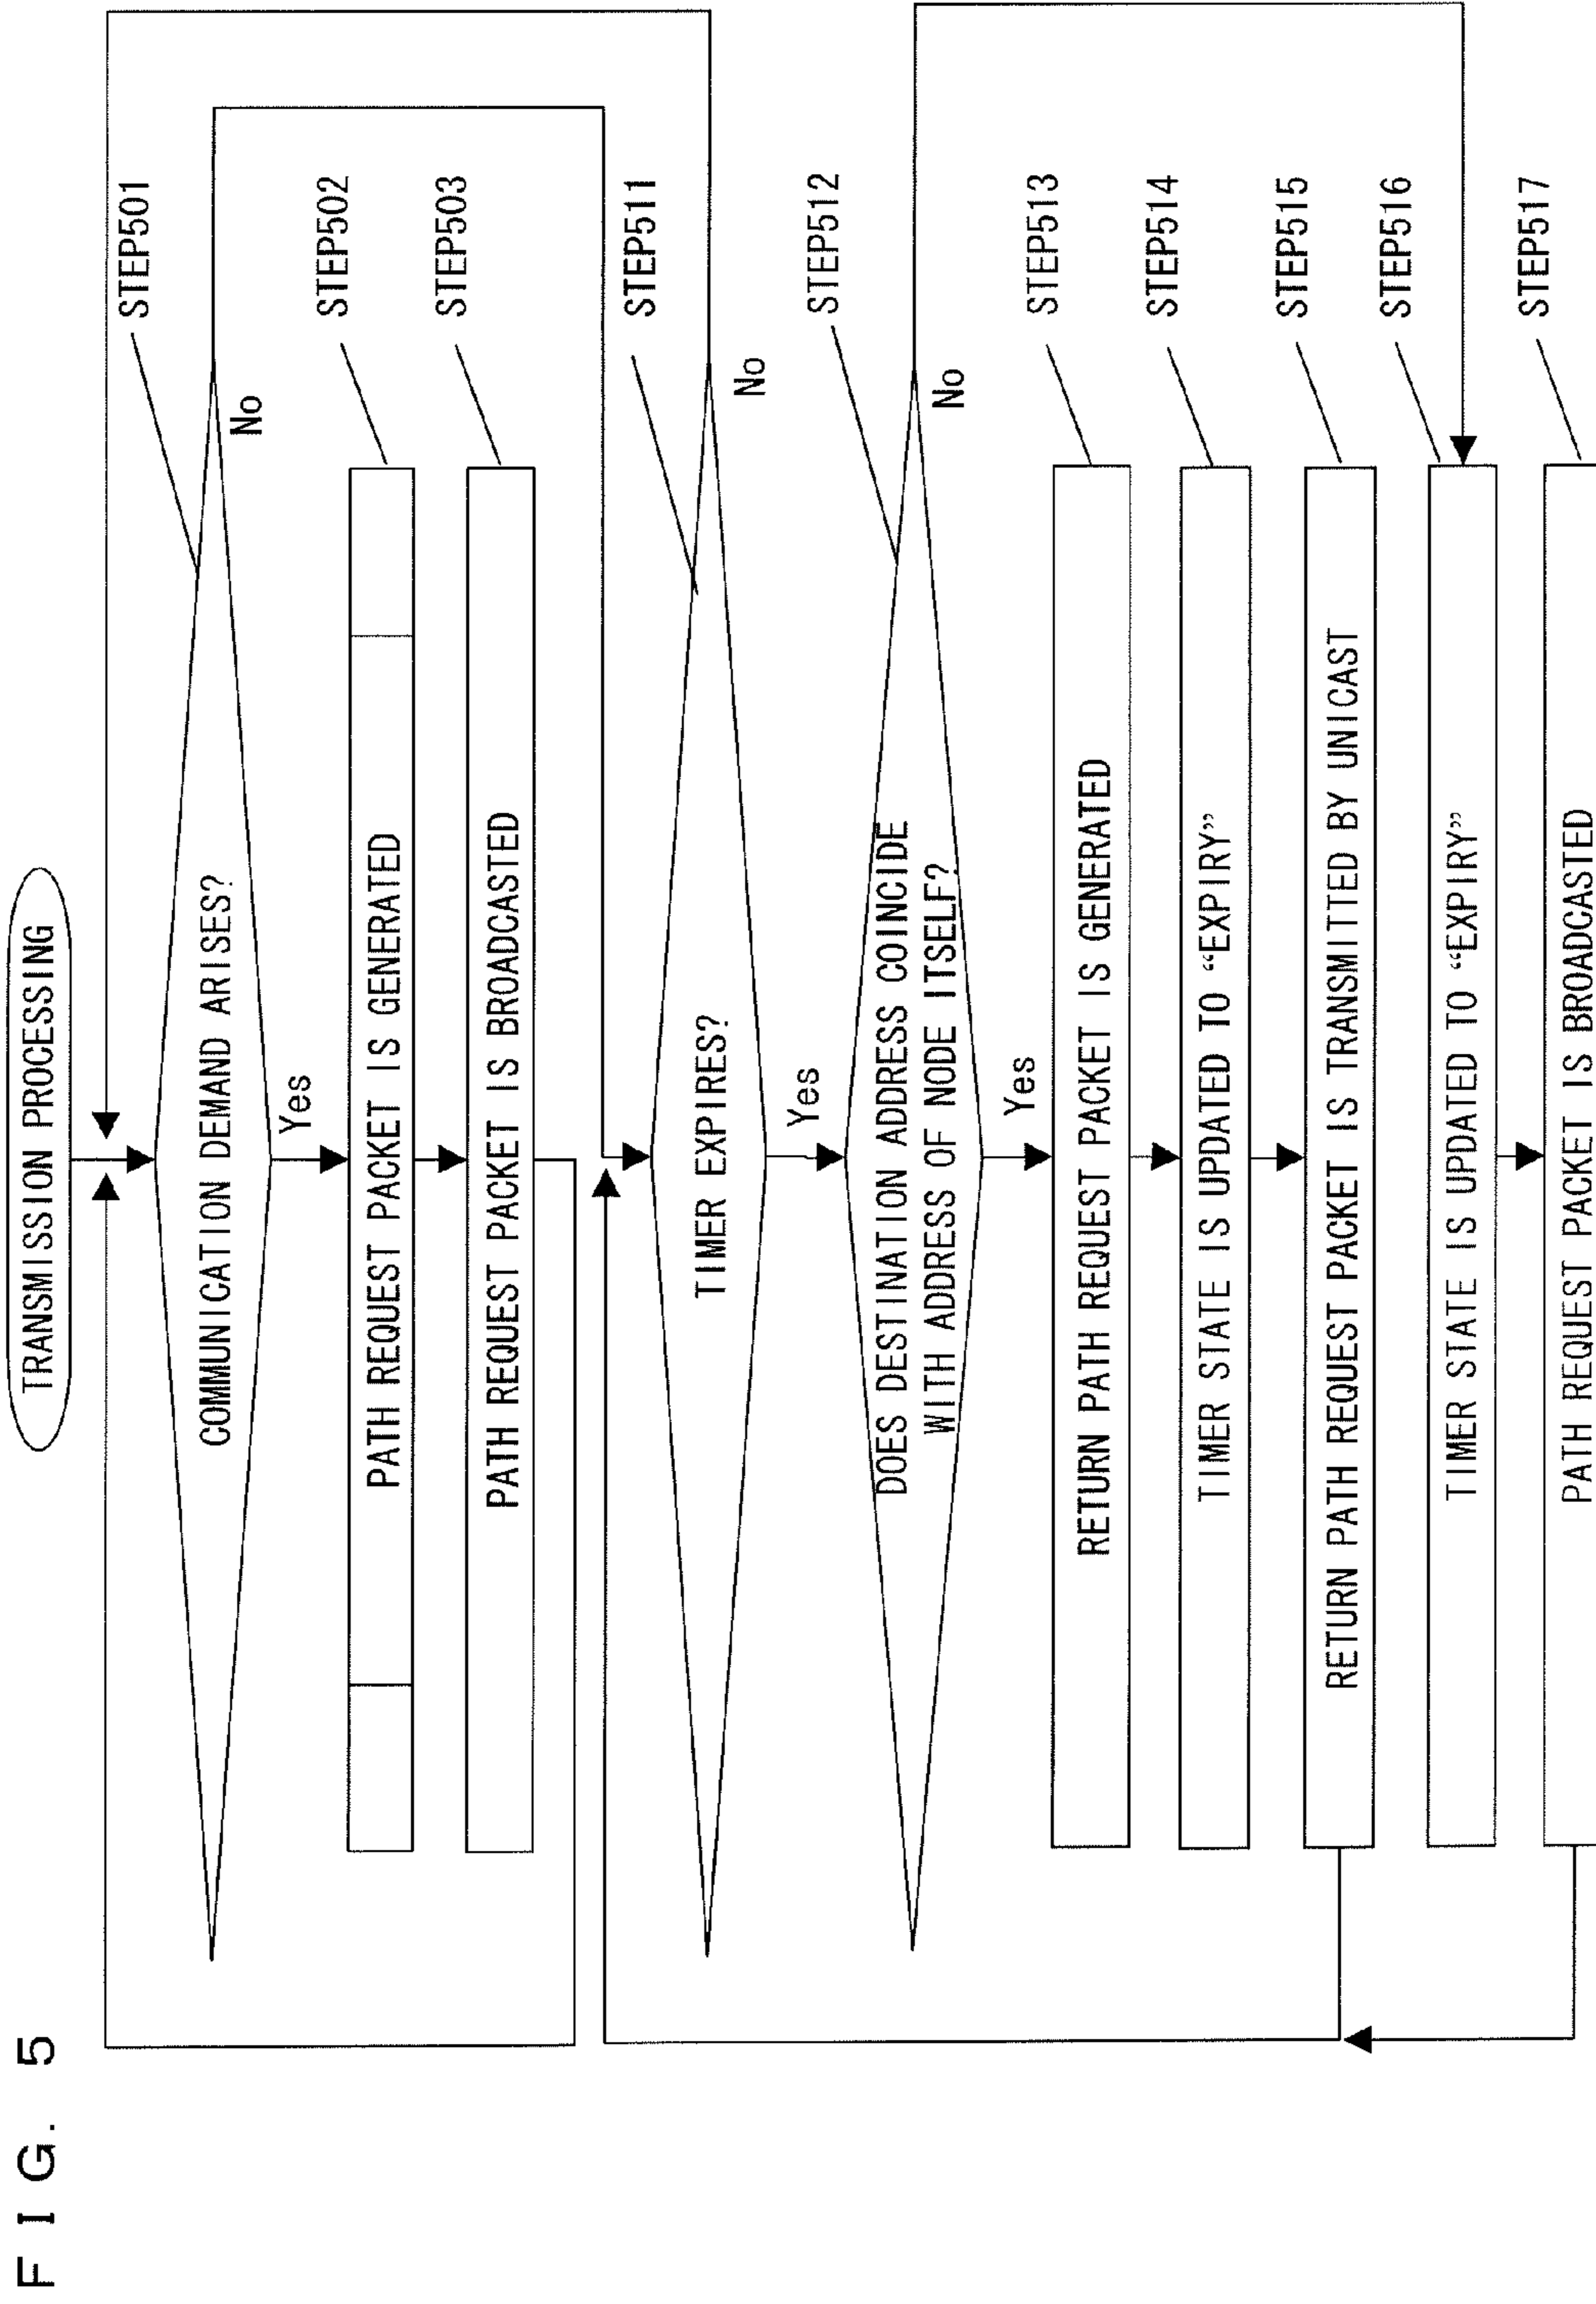 FIG. 5
TRANSMISSION PROCESSING
STEP501
COMMUNICATION DEMAND ARISES?
No
Yes
STEP502
PATH REQUEST PACKET IS GENERATED
STEP503
PATH REQUEST PACKET IS BROADCASTED
STEP511
TIMER EXPIRES?
No
Yes
STEP512
DOES DESTINATION ADDRESS COINCIDE
WITH ADDRESS OF NODE ITSELF?
No
Yes
STEP513
RETURN PATH REQUEST PACKET IS GENERATED
STEP514
TIMER STATE IS UPDATED TO “EXPIRY”
STEP515
RETURN PATH REQUEST PACKET IS TRANSMITTED BY UNICAST
STEP516
TIMER STATE IS UPDATED TO “EXPIRY”
STEP517
PATH REQUEST PACKET IS BROADCASTED